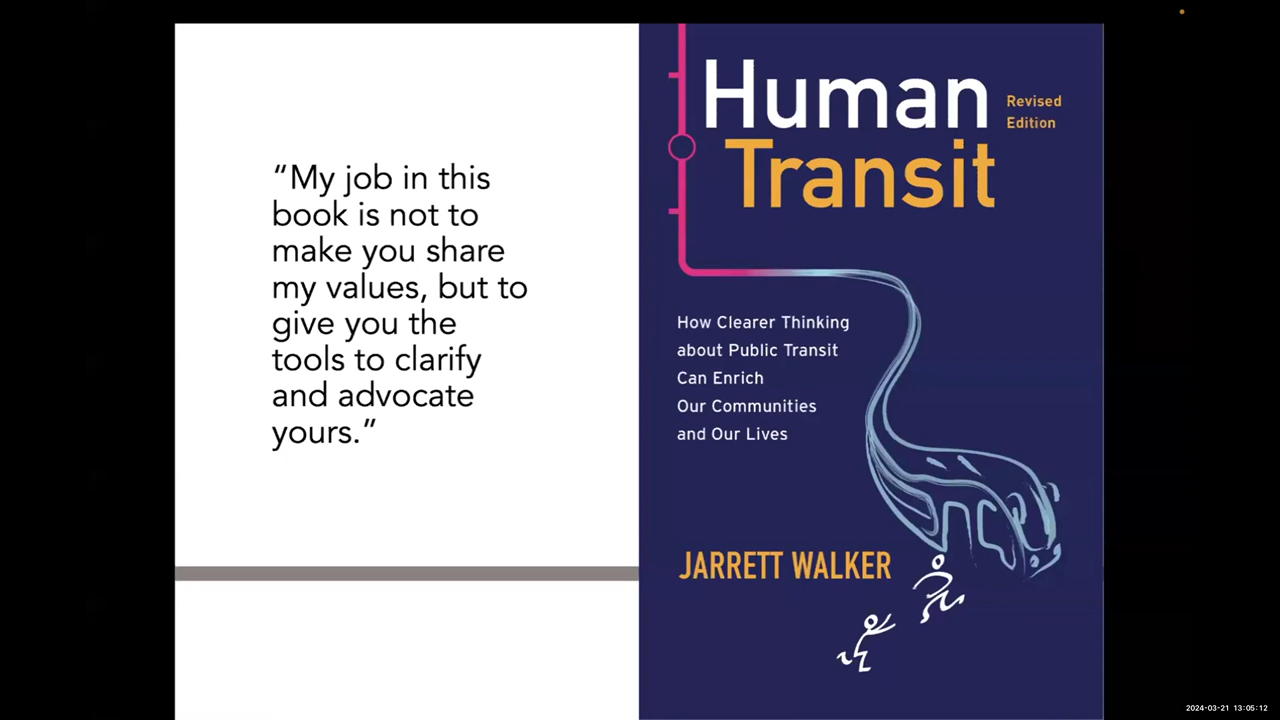 “My job in this
book is not to
make you share
my values, but to
give you the
tools to clarify
and advocate
yours.”
Human
Transit
Revised
Edition
How Clearer Thinking
about Public Transit
Can Enrich
Our Communities
and Our Lives
JARRETT WALKER
2024-03-21 13:05:12